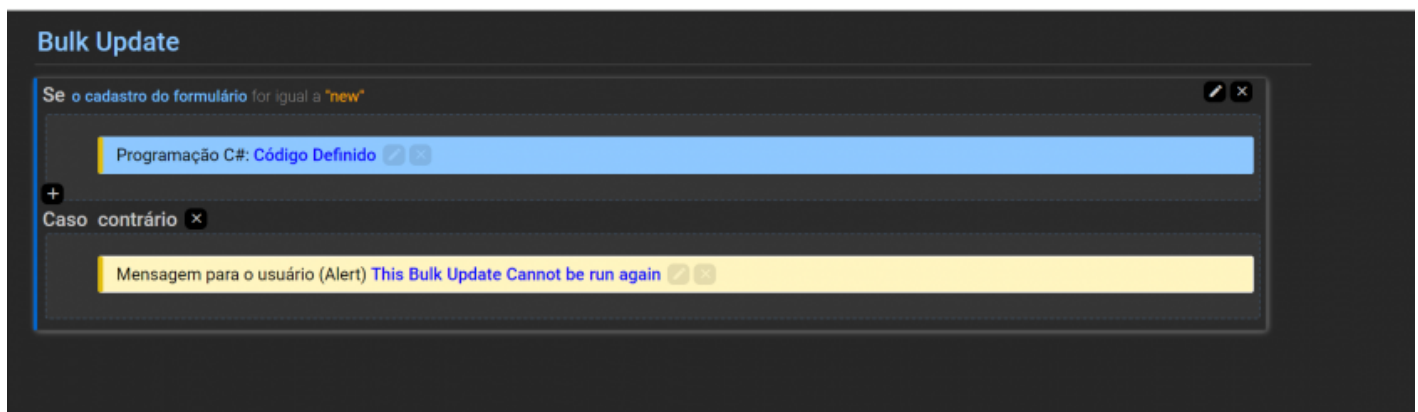 Bulk Update
Se o cadastro do formulário for igual a "new"
Programação C#: Código Definido
Caso contrário
Mensagem para o usuário (Alert) This Bulk Update Cannot be run again